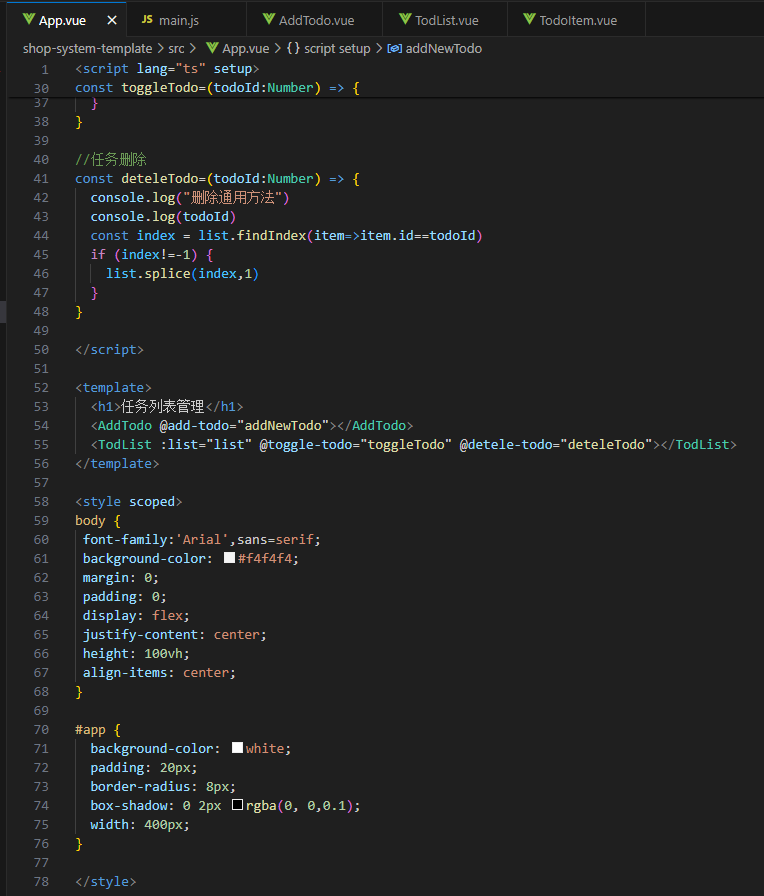 App.vue × JS main.js AddTodo.vue TodList.vue TodoItem.vue
shop-system-template > src > App.vue > {} script setup > addNewTodo
1 <script lang="ts" setup>
30 const toggleTodo=(todoId:Number) => {
37 }
38 }
39
40 //任务删除
41 const deteleTodo=(todoId:Number) => {
42 console.log("删除通用方法")
43 console.log(todoId)
44 const index = list.findIndex(item=>item.id==todoId)
45 if (index!=-1) {
46 list.splice(index,1)
47 }
48 }
49
50 </script>
51
52 <template>
53 <h1>任务列表管理</h1>
54 <AddTodo @add-todo="addNewTodo"></AddTodo>
55 <TodList :list="list" @toggle-todo="toggleTodo" @detele-todo="deteleTodo"></TodList>
56 </template>
57
58 <style scoped>
59 body {
60 font-family:'Arial',sans=serif;
61 background-color: #f4f4f4;
62 margin: 0;
63 padding: 0;
64 display: flex;
65 justify-content: center;
66 height: 100vh;
67 align-items: center;
68 }
69
70 #app {
71 background-color: white;
72 padding: 20px;
73 border-radius: 8px;
74 box-shadow: 0 2px rgba(0, 0,0.1);
75 width: 400px;
76 }
77
78 </style>